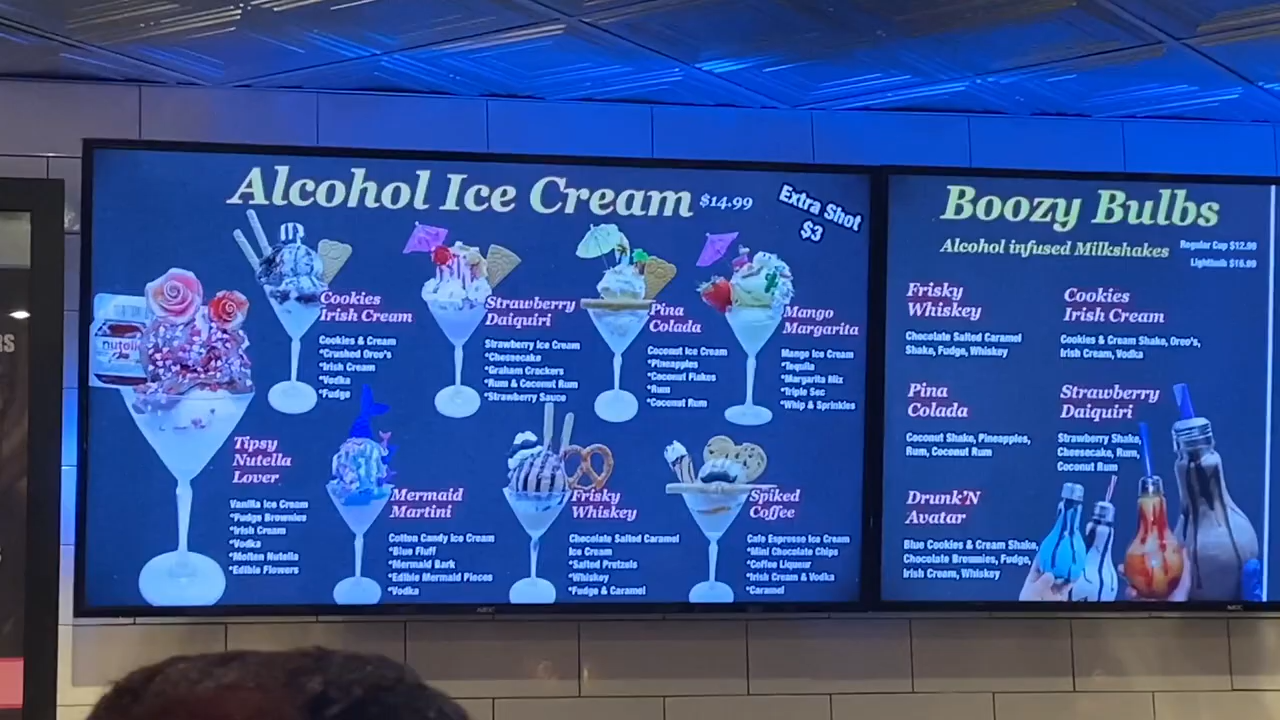 Alcohol Ice Cream $14.99
Extra Shot
$3
nutella
Cookies
Irish Cream
Cookies & Cream
*Crushed Oreo's
*Irish Cream
*Vodka
*Fudge
Strawberry
Daiquiri
Strawberry Ice Cream
*Cheesecake
*Graham Crackers
*Rum & Coconut Rum
*Strawberry Sauce
Pina
Colada
Coconut Ice Cream
*Pineapples
*Coconut Flakes
*Rum
*Coconut Rum
Mango
Margarita
Mango Ice Cream
*Tequila
*Margarita Mix
*Triple Sec
*Whip & Sprinkles
Tipsy
Nutella
Lover
Vanilla Ice Cream
*Fudge Brownies
*Irish Cream
*Vodka
*Molten Nutella
*Edible Flowers
Mermaid
Martini
Cotton Candy Ice Cream
*Blue Fluff
*Mermaid Bark
*Edible Mermaid Pieces
*Vodka
Frisky
Whiskey
Chocolate Salted Caramel
Ice Cream
*Salted Pretzels
*Whiskey
*Fudge & Caramel
Spiked
Coffee
Cafe Espresso Ice Cream
*Mini Chocolate Chips
*Coffee Liqueur
*Irish Cream & Vodka
*Caramel
NEC
Boozy Bulbs
Alcohol infused Milkshakes
Regular Cup $12.99
Lightbulb $16.99
Frisky
Whiskey
Chocolate Salted Caramel
Shake, Fudge, Whiskey
Cookies
Irish Cream
Cookies & Cream Shake, Oreo's,
Irish Cream, Vodka
Pina
Colada
Coconut Shake, Pineapples,
Rum, Coconut Rum
Strawberry
Daiquiri
Strawberry Shake,
Cheesecake, Rum,
Coconut Rum
Drunk'N
Avatar
Blue Cookies & Cream Shake,
Chocolate Brownies, Fudge,
Irish Cream, Whiskey
NEC
RS